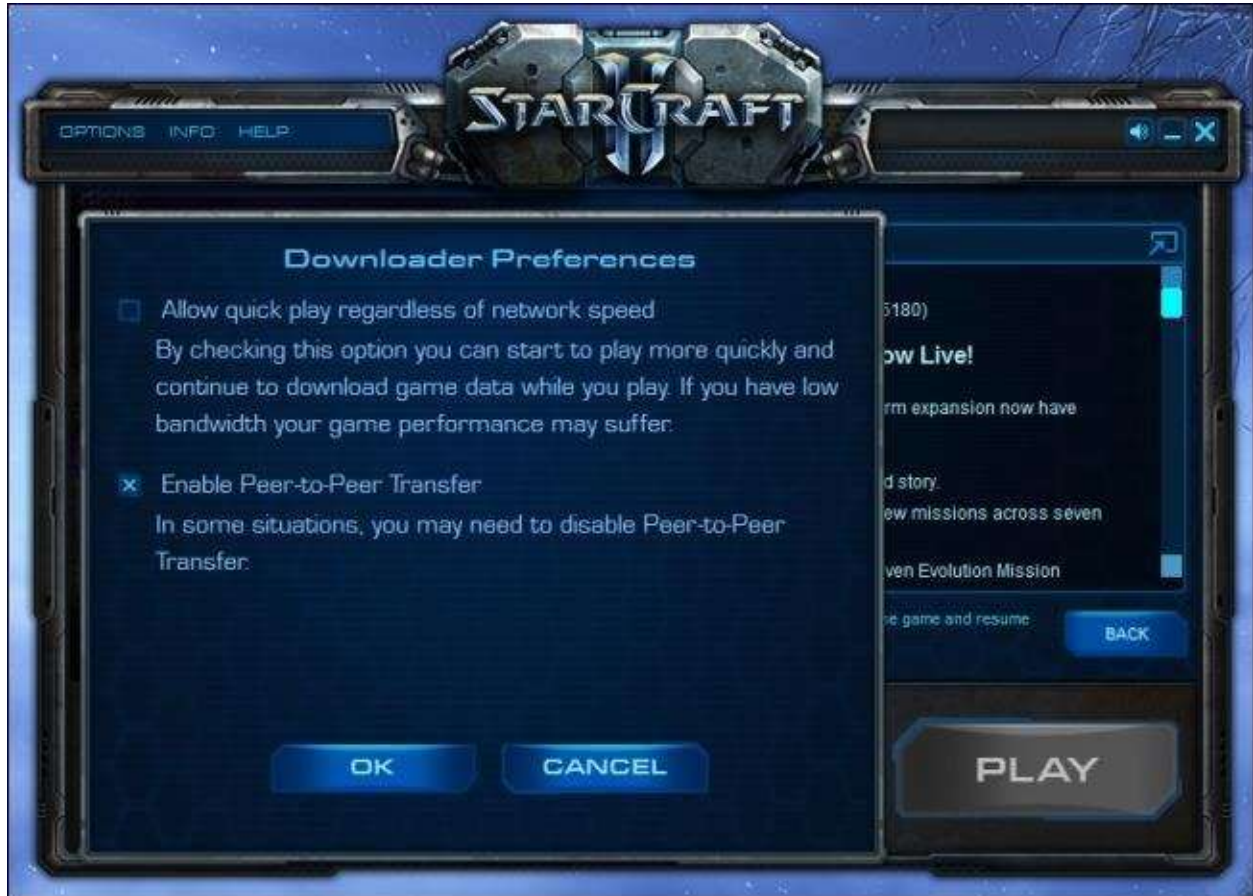 STARCRAFT
II
OPTIONS INFO HELP
Downloader Preferences
Allow quick play regardless of network speed
By checking this option you can start to play more quickly and
continue to download game data while you play. If you have low
bandwidth your game performance may suffer.
Enable Peer-to-Peer Transfer
In some situations, you may need to disable Peer-to-Peer
Transfer.
OK CANCEL
5180)
ow Live!
rm expansion now have
d story.
ew missions across seven
ven Evolution Mission
se game and resume
BACK
PLAY